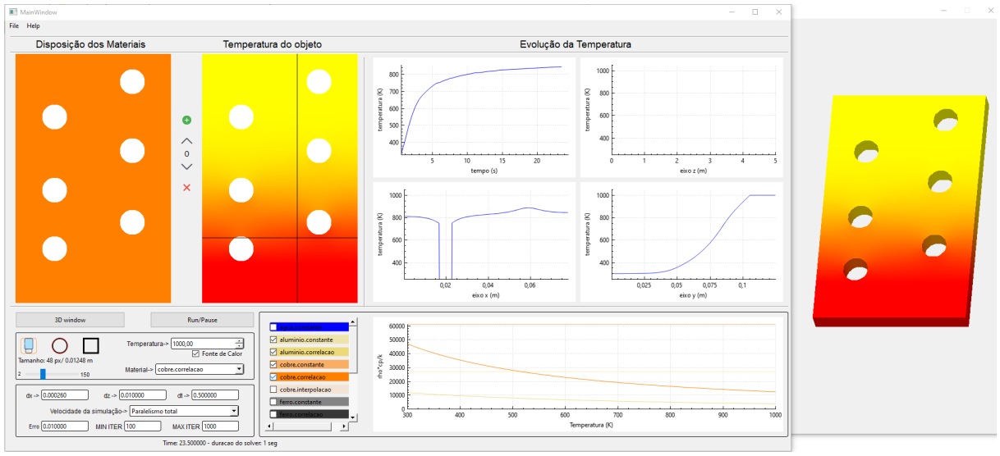 MainWindow
File Help
Disposição dos Materiais
Temperatura do objeto
Evolução da Temperatura
0
temperatura (K)
800
700
600
500
400
5 10 15 20
tempo (s)
temperatura (K)
1000
800
600
400
0 1 2 3 4 5
eixo z (m)
temperatura (K)
1000
800
600
400
0,02 0,04 0,06
eixo x (m)
temperatura (K)
1000
800
600
400
0,025 0,05 0,075 0,1
eixo y (m)
3D window
Run/Pause
Temperatura-> 1000,00
Fonte de Calor
Tamanho: 48 px/ 0.01248 m
2 150
Material-> cobre.correlacao
dx -> 0.000260 dz -> 0.010000 dt -> 0.500000
Velocidade da simulação-> Paralelismo total
Erro 0.010000 MIN ITER 100 MAX ITER 1000
aluminio.constante
aluminio.correlacao
cobre.constante
cobre.correlacao
cobre.interpolacao
ferro.constante
ferro.correlacao
rho*cp/k
60000
50000
40000
30000
20000
10000
0
300 400 500 600 700 800 900 1000
Temperatura (K)
Time: 23.500000 - duracao do solver: 1 seg